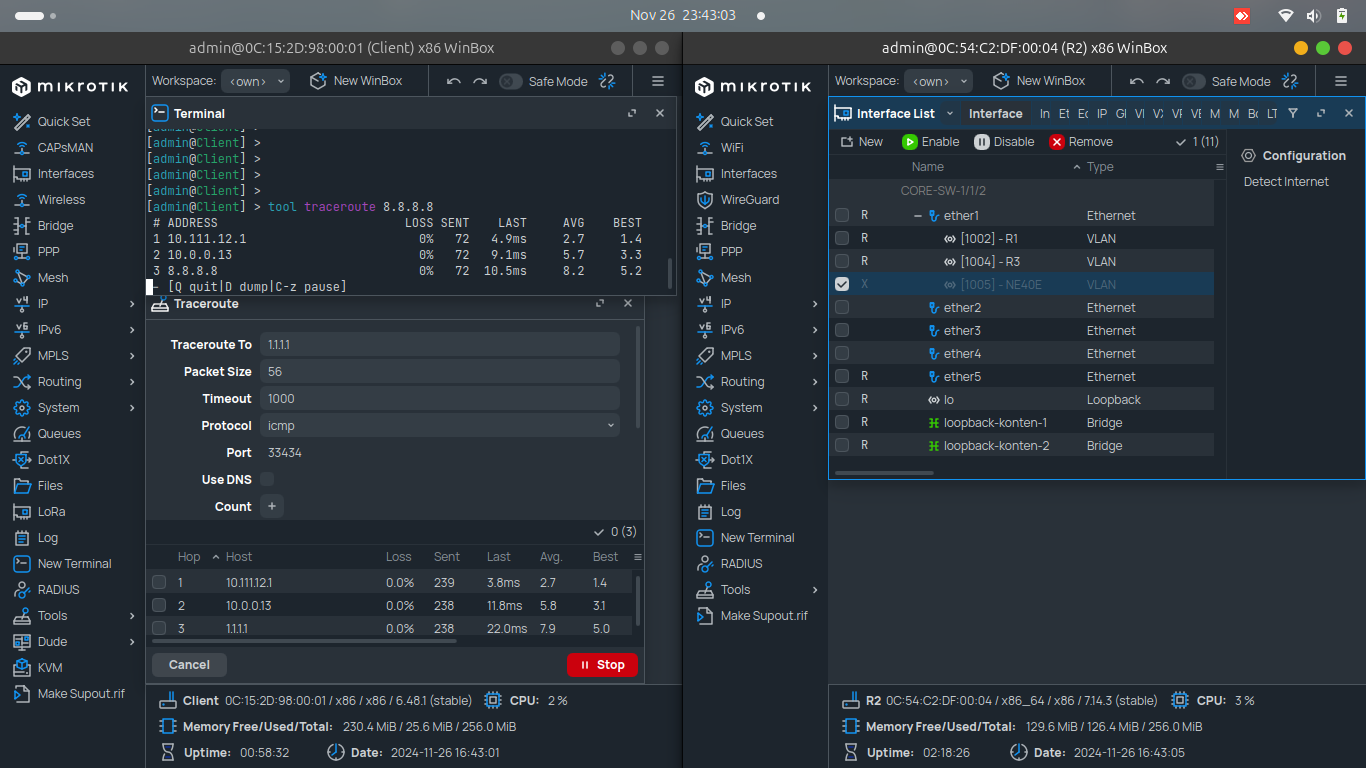 Nov 26 23:43:03
admin@0C:15:2D:98:00:01 (Client) x86 WinBox
mikrotik
Workspace: <own> New WinBox Safe Mode
Quick Set
CAPsMAN
Interfaces
Wireless
Bridge
PPP
Mesh
IP
IPv6
MPLS
Routing
System
Queues
Dot1X
Files
LoRa
Log
New Terminal
RADIUS
Tools
Dude
KVM
Make Supout.rif
Terminal
[admin@Client] >
[admin@Client] >
[admin@Client] >
[admin@Client] >
[admin@Client] >
[admin@Client] > tool traceroute 8.8.8.8
# ADDRESS LOSS SENT LAST AVG BEST
1 10.111.12.1 0% 72 4.9ms 2.7 1.4
2 10.0.0.13 0% 72 9.1ms 5.7 3.3
3 8.8.8.8 0% 72 10.5ms 8.2 5.2
- [Q quit|D dump|C-z pause]
Traceroute
Traceroute To 1.1.1.1
Packet Size 56
Timeout 1000
Protocol icmp
Port 33434
Use DNS
Count +
0 (3)
Hop Host Loss Sent Last Avg. Best
1 10.111.12.1 0.0% 239 3.8ms 2.7 1.4
2 10.0.0.13 0.0% 238 11.8ms 5.8 3.1
3 1.1.1.1 0.0% 238 22.0ms 7.9 5.0
Cancel Stop
Client 0C:15:2D:98:00:01 / x86 / x86 / 6.48.1 (stable) CPU: 2 %
Memory Free/Used/Total: 230.4 MiB / 25.6 MiB / 256.0 MiB
Uptime: 00:58:32 Date: 2024-11-26 16:43:01
admin@0C:54:C2:DF:00:04 (R2) x86 WinBox
mikrotik
Workspace: <own> New WinBox Safe Mode
Quick Set
WiFi
Interfaces
WireGuard
Bridge
PPP
Mesh
IP
IPv6
MPLS
Routing
System
Queues
Dot1X
Files
Log
New Terminal
RADIUS
Tools
Make Supout.rif
Interface List Interface In Et Ec IP GI VI VX VF VE M M Bc LT
New Enable Disable Remove 1 (11)
Name Type
CORE-SW-1/1/2
R ether1 Ethernet
R [1002] - R1 VLAN
R [1004] - R3 VLAN
X [1005] - NE40E VLAN
ether2 Ethernet
ether3 Ethernet
ether4 Ethernet
R ether5 Ethernet
R lo Loopback
R loopback-konten-1 Bridge
R loopback-konten-2 Bridge
Configuration
Detect Internet
R2 0C:54:C2:DF:00:04 / x86_64 / x86 / 7.14.3 (stable) CPU: 3 %
Memory Free/Used/Total: 129.6 MiB / 126.4 MiB / 256.0 MiB
Uptime: 02:18:26 Date: 2024-11-26 16:43:05